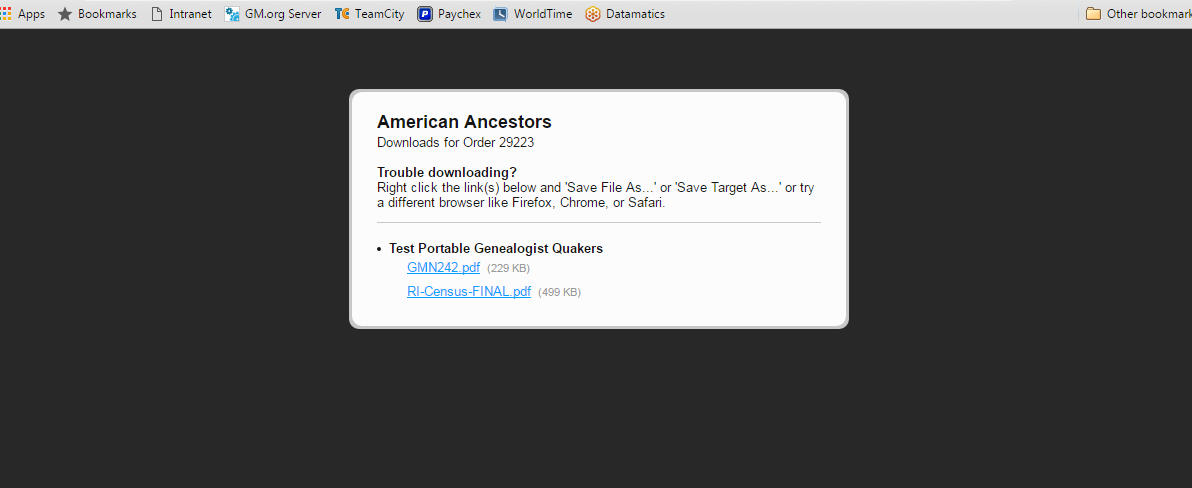 Apps Bookmarks Intranet GM.org Server TC TeamCity P Paychex WorldTime Datamatics Other bookmark
American Ancestors
Downloads for Order 29223
Trouble downloading?
Right click the link(s) below and 'Save File As...' or 'Save Target As...' or try
a different browser like Firefox, Chrome, or Safari.
• Test Portable Genealogist Quakers
GMN242.pdf (229 KB)
RI-Census-FINAL.pdf (499 KB)